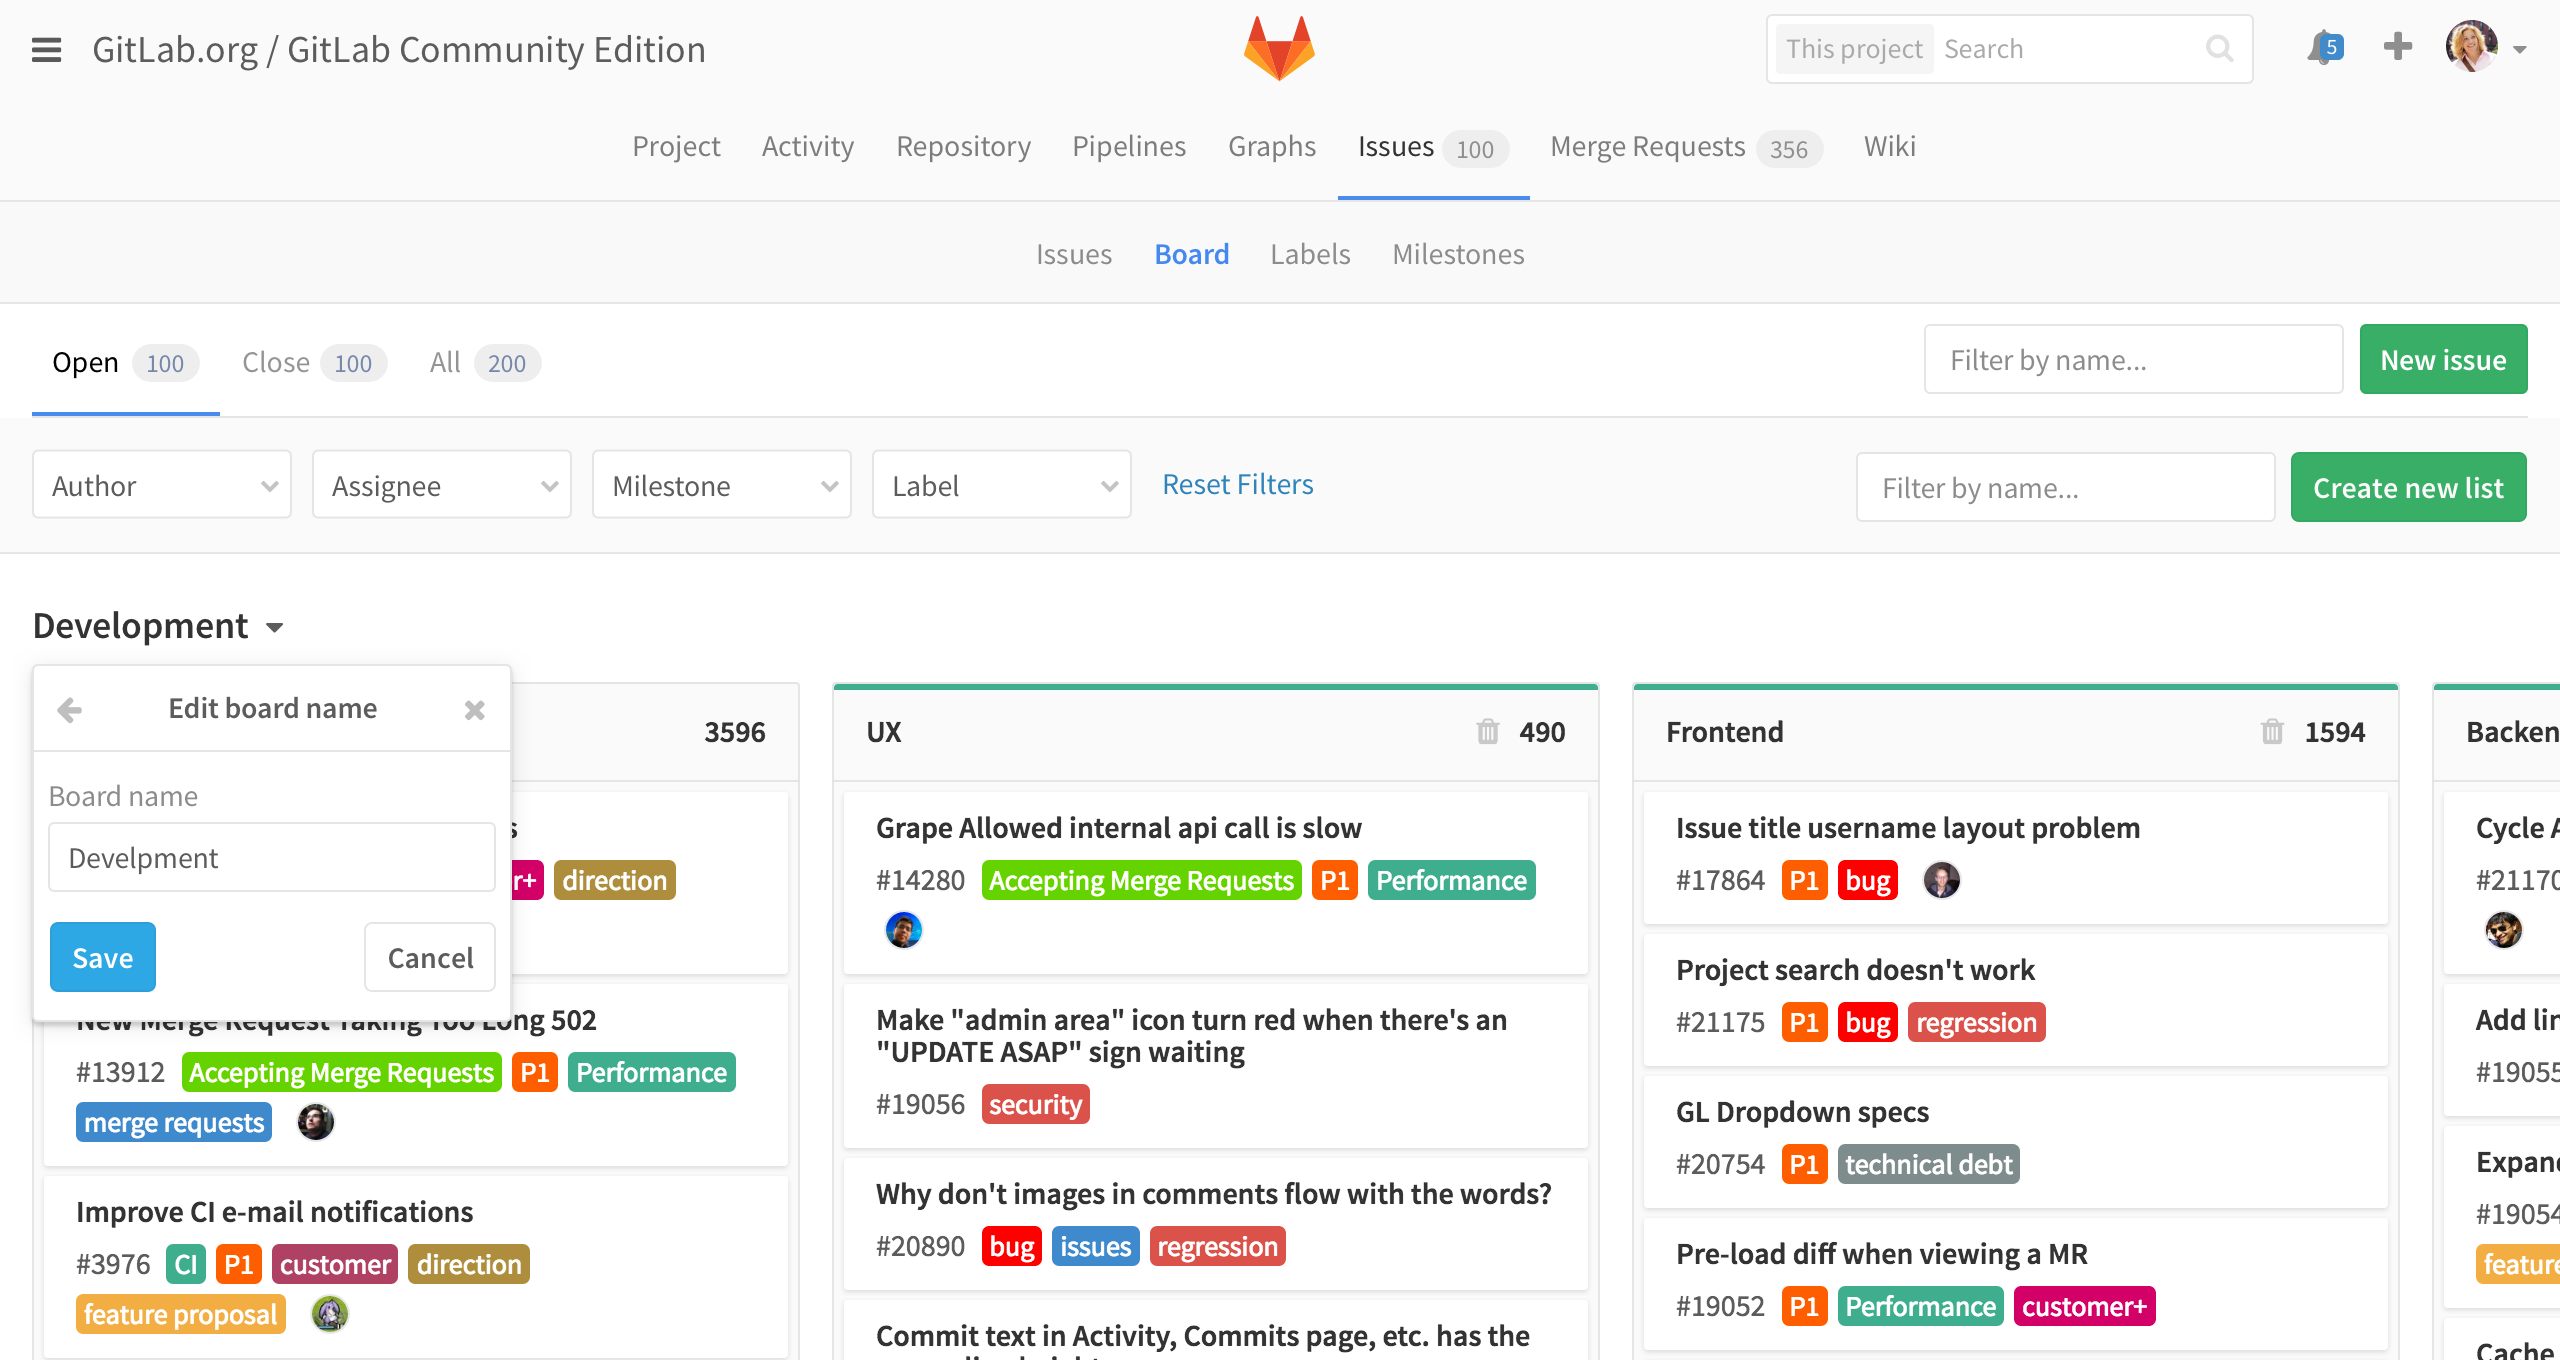 GitLab.org / GitLab Community Edition
This project Search
5
Project Activity Repository Pipelines Graphs Issues 100 Merge Requests 356 Wiki
Issues Board Labels Milestones
Open 100 Close 100 All 200
Filter by name...
New issue
Author Assignee Milestone Label Reset Filters
Filter by name...
Create new list
Development
Edit board name
Board name
Develpment
Save Cancel
3596
s
r+ direction
New Merge Request Taking Too Long 502
#13912 Accepting Merge Requests P1 Performance
merge requests
Improve CI e-mail notifications
#3976 CI P1 customer direction
feature proposal
UX 490
Grape Allowed internal api call is slow
#14280 Accepting Merge Requests P1 Performance
Make "admin area" icon turn red when there's an
"UPDATE ASAP" sign waiting
#19056 security
Why don't images in comments flow with the words?
#20890 bug issues regression
Commit text in Activity, Commits page, etc. has the
Frontend 1594
Issue title username layout problem
#17864 P1 bug
Project search doesn't work
#21175 P1 bug regression
GL Dropdown specs
#20754 P1 technical debt
Pre-load diff when viewing a MR
#19052 P1 Performance customer+
Backen
Cycle A
#21170
Add lin
#19055
Expan
#19054
feature
Cache